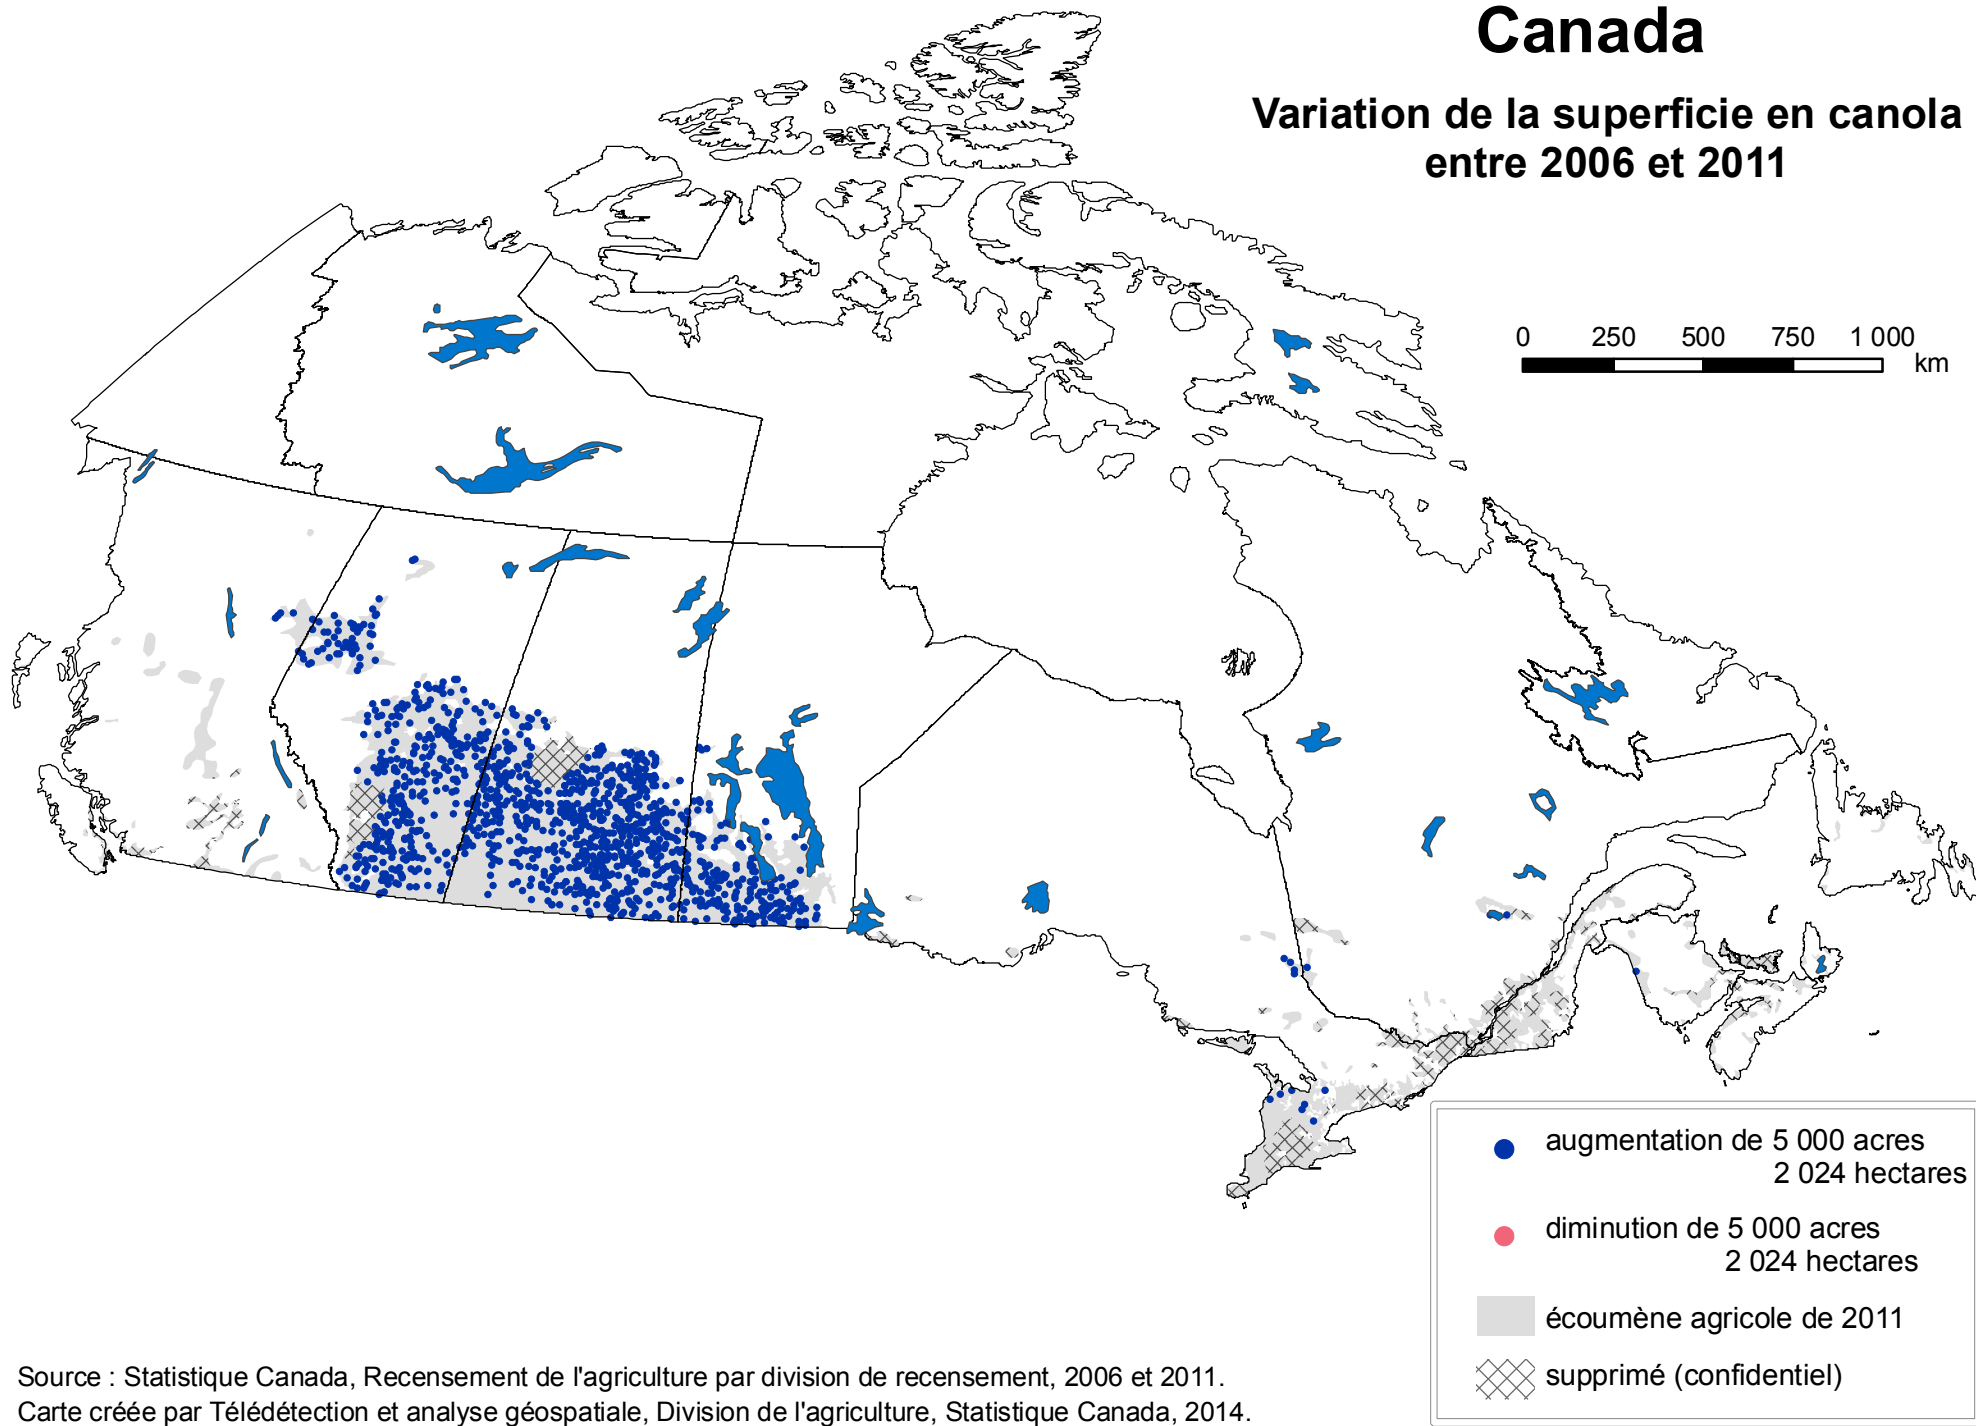 Canada
Variation de la superficie en canola
entre 2006 et 2011
0 250 500 750 1 000
km
augmentation de 5 000 acres
2 024 hectares
diminution de 5 000 acres
2 024 hectares
écoumène agricole de 2011
supprimé (confidentiel)
Source : Statistique Canada, Recensement de l'agriculture par division de recensement, 2006 et 2011.
Carte créée par Télédétection et analyse géospatiale, Division de l'agriculture, Statistique Canada, 2014.